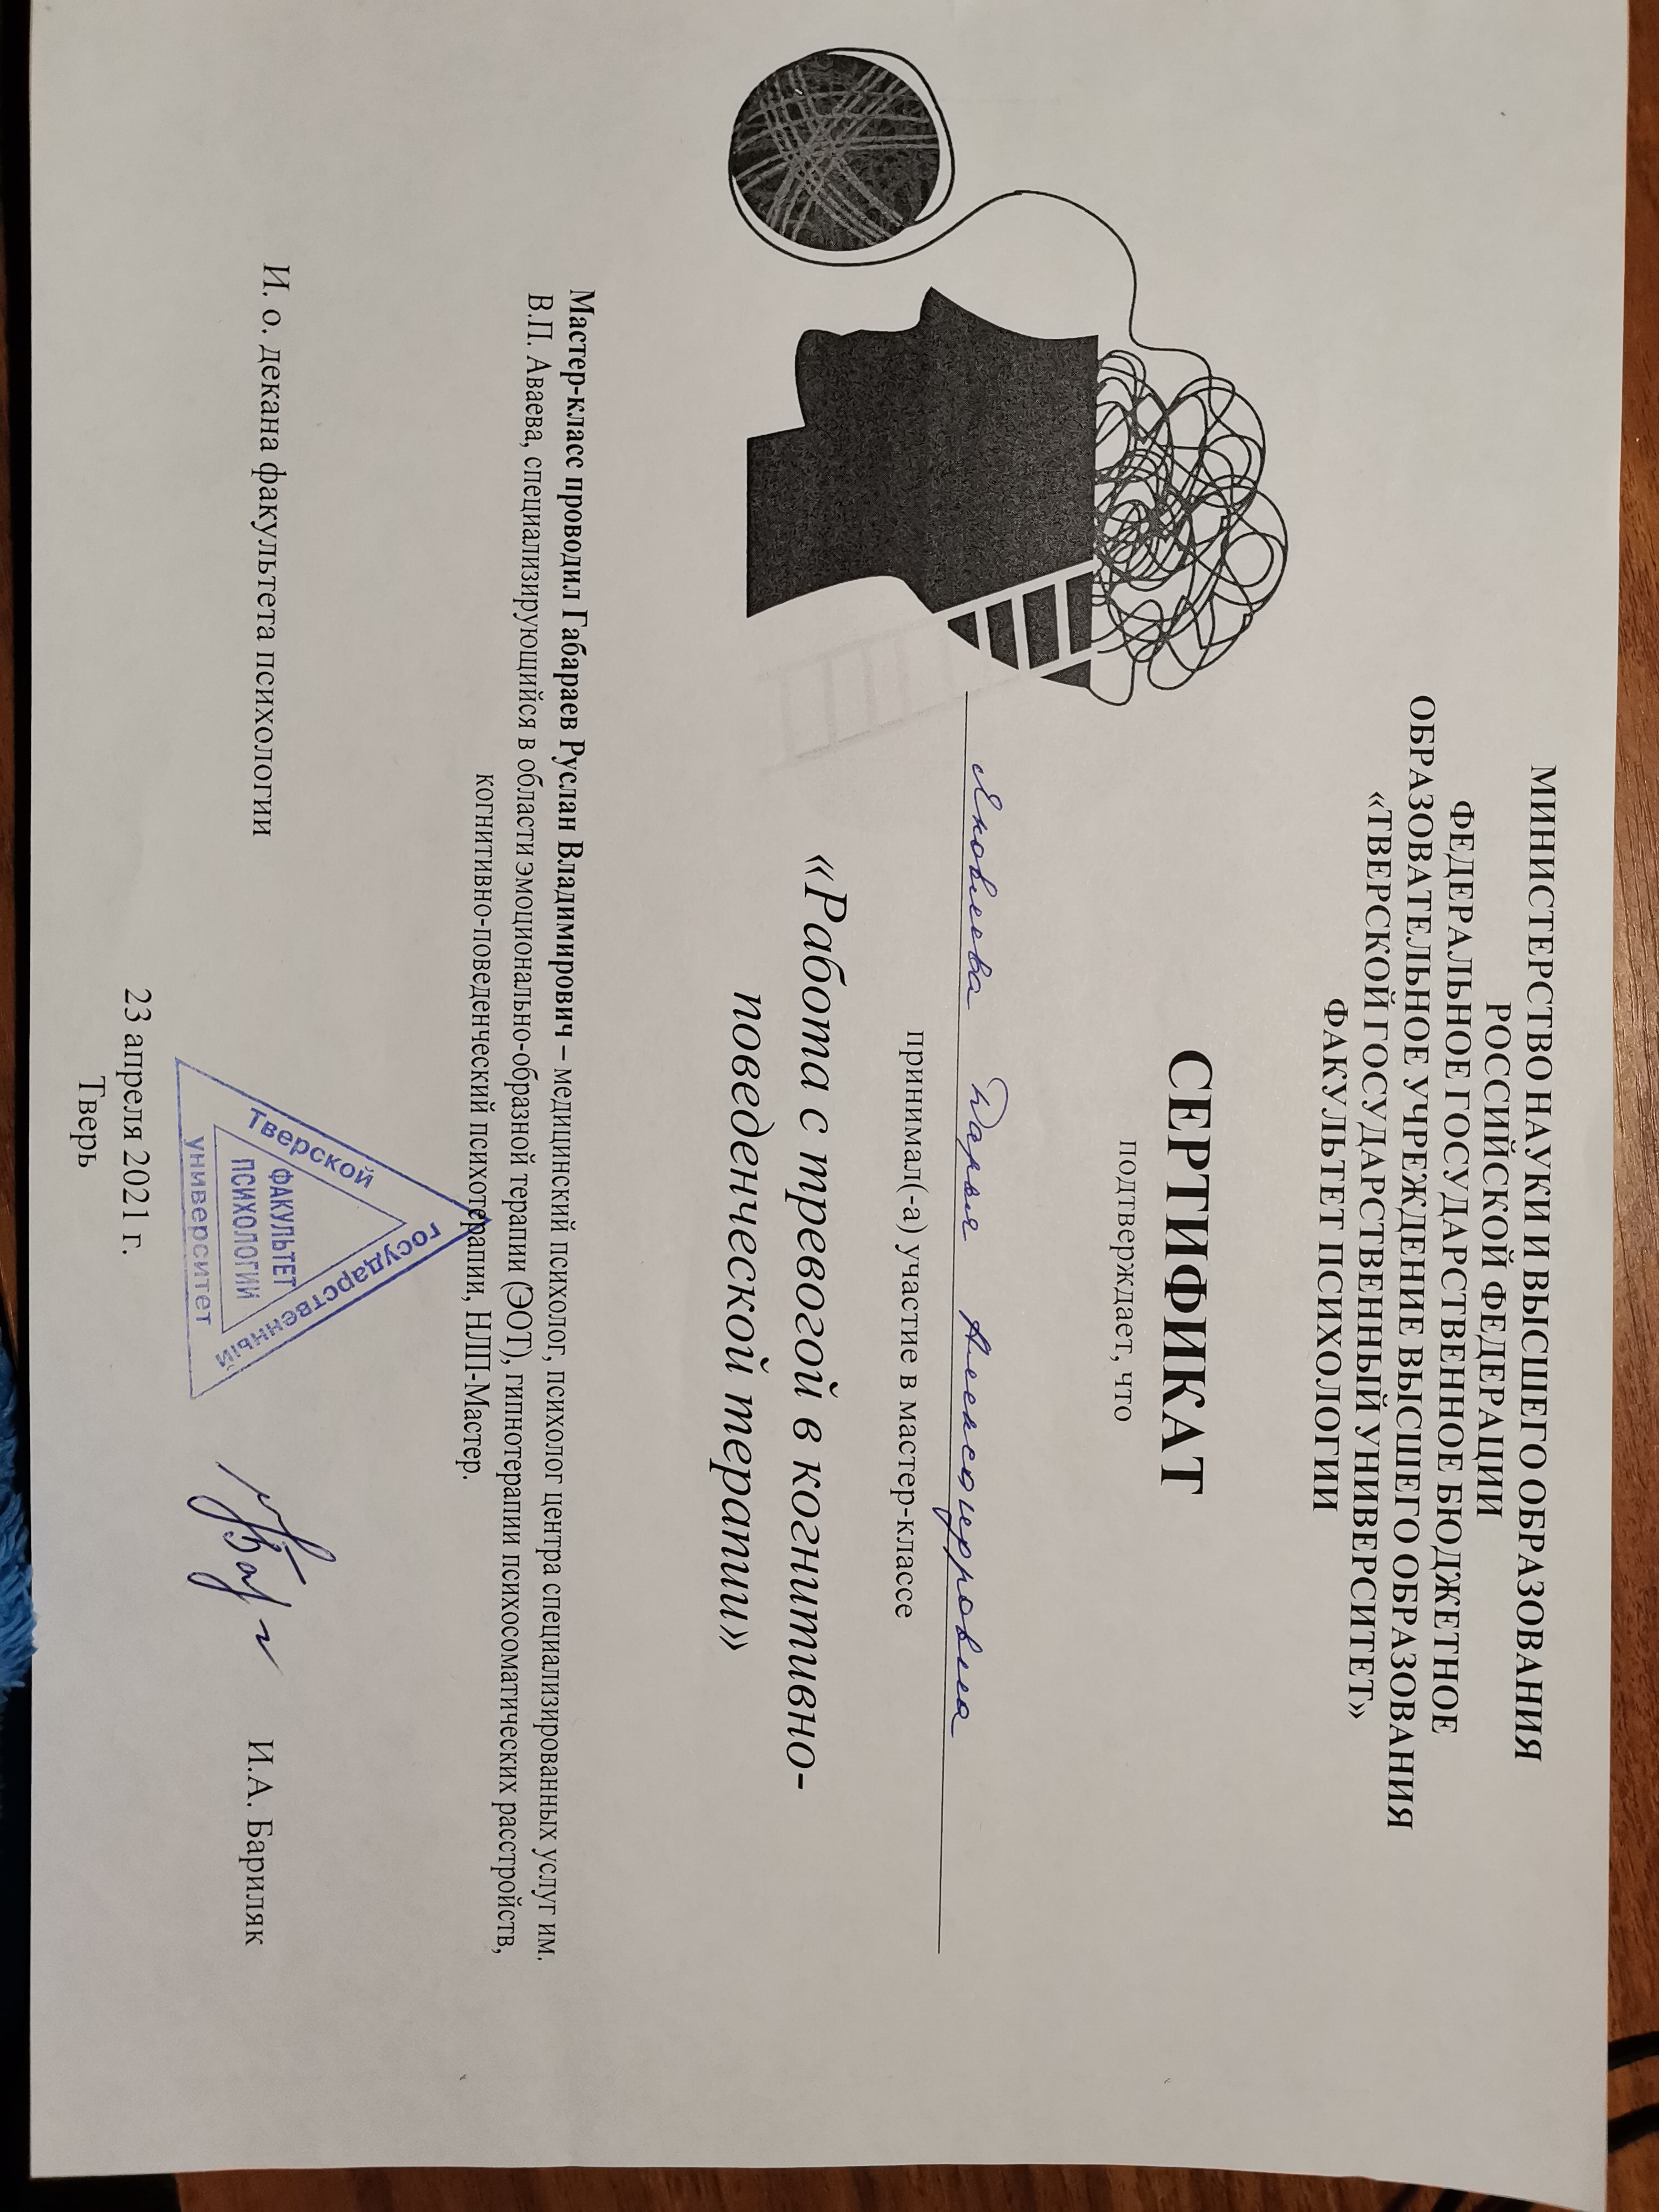 МИНИСТЕРСТВО НАУКИ И ВЫСШЕГО ОБРАЗОВАНИЯ
РОССИЙСКОЙ ФЕДЕРАЦИИ
ФЕДЕРАЛЬНОЕ ГОСУДАРСТВЕННОЕ БЮДЖЕТНОЕ
ОБРАЗОВАТЕЛЬНОЕ УЧРЕЖДЕНИЕ ВЫСШЕГО ОБРАЗОВАНИЯ
«ТВЕРСКОЙ ГОСУДАРСТВЕННЫЙ УНИВЕРСИТЕТ»
ФАКУЛЬТЕТ ПСИХОЛОГИИ
СЕРТИФИКАТ
подтверждает, что
Яковлева Дарья Александровна
принимал(-а) участие в мастер-классе
«Работа с тревогой в когнитивно-
поведенческой терапии»
Мастер-класс проводил Габараев Руслан Владимирович – медицинский психолог, психолог центра специализированных услуг им.
В.П. Аваева, специализирующийся в области эмоционально-образной терапии (ЭОТ), гипнотерапии психосоматических расстройств,
когнитивно-поведенческий психотерапии, НЛП-Мастер.
И. о. декана факультета психологии
И.А. Бариляк
Тверской
государственный
университет
ФАКУЛЬТЕТ
ПСИХОЛОГИИ
23 апреля 2021 г.
Тверь